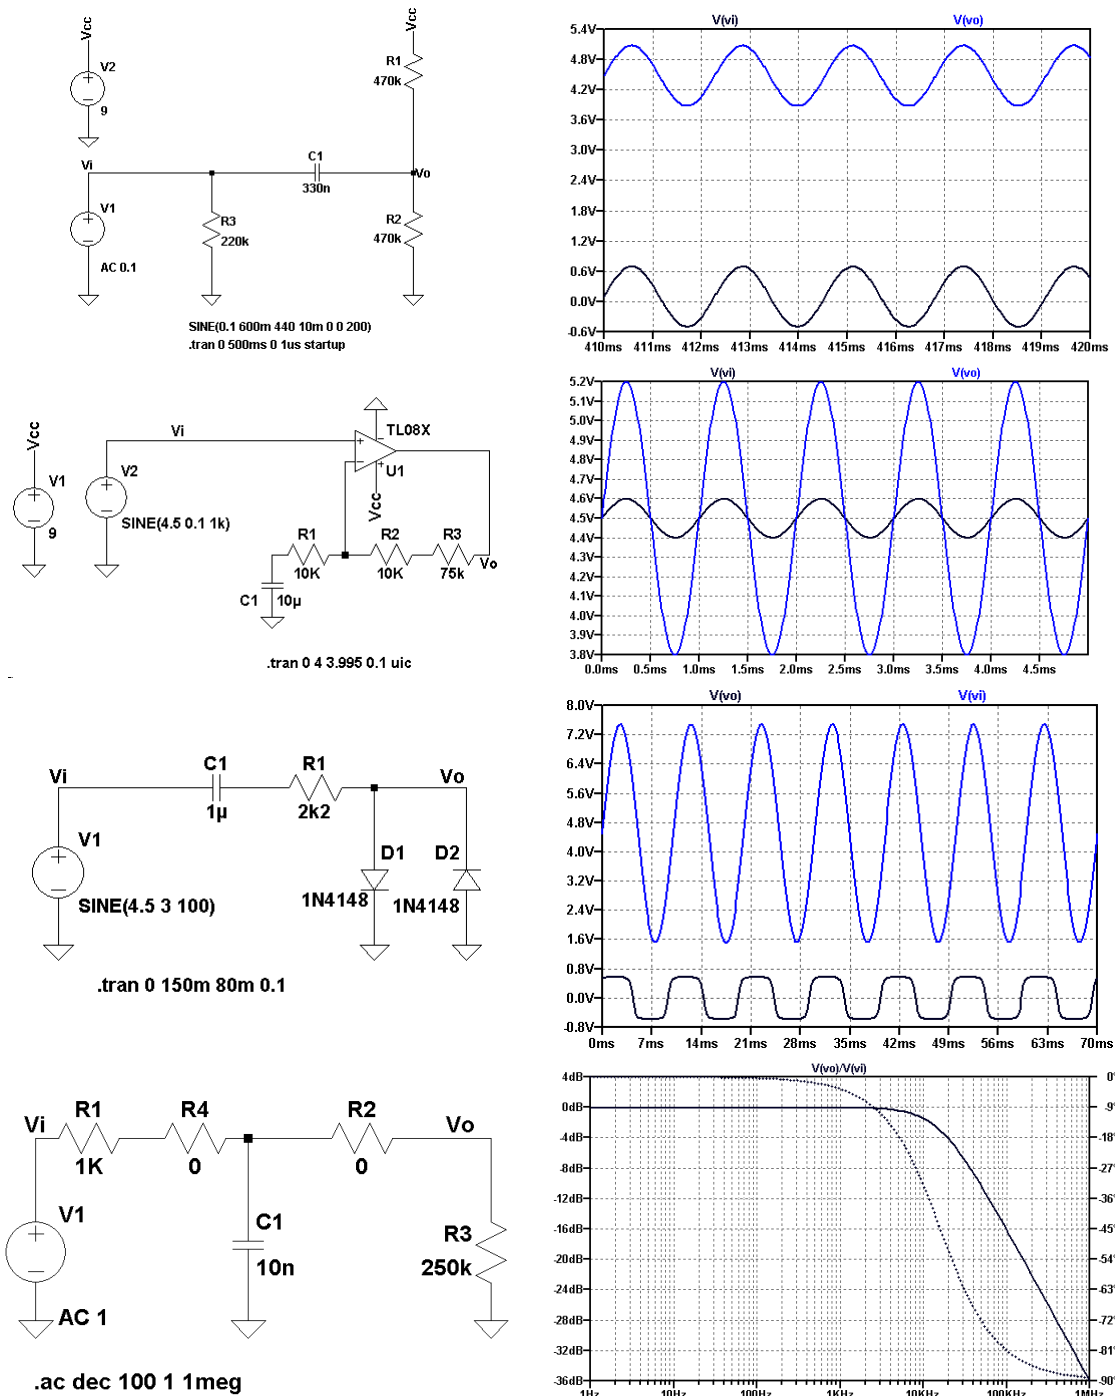 Vcc
V2
9
Vcc
R1
470k
Vi
C1
330n
Vo
V1
AC 0.1
R3
220k
R2
470k
SINE(0.1 600m 440 10m 0 0 200)
.tran 0 500ms 0 1us startup
V(vi) V(vo)
5.4V
4.8V
4.2V
3.6V
3.0V
2.4V
1.8V
1.2V
0.6V
0.0V
-0.6V
410ms 411ms 412ms 413ms 414ms 415ms 416ms 417ms 418ms 419ms 420ms
Vcc
V1
9
Vi
V2
SINE(4.5 0.1 1k)
TL08X
U1
Vcc
R1
10K
R2
10K
R3
75k
Vo
C1
10µ
.tran 0 4 3.995 0.1 uic
V(vi) V(vo)
5.2V
5.1V
5.0V
4.9V
4.8V
4.7V
4.6V
4.5V
4.4V
4.3V
4.2V
4.1V
4.0V
3.9V
3.8V
0.0ms 0.5ms 1.0ms 1.5ms 2.0ms 2.5ms 3.0ms 3.5ms 4.0ms 4.5ms
Vi
C1
1µ
R1
2k2
Vo
V1
SINE(4.5 3 100)
D1
1N4148
D2
1N4148
.tran 0 150m 80m 0.1
V(vo) V(vi)
8.0V
7.2V
6.4V
5.6V
4.8V
4.0V
3.2V
2.4V
1.6V
0.8V
0.0V
-0.8V
0ms 7ms 14ms 21ms 28ms 35ms 42ms 49ms 56ms 63ms 70ms
Vi
R1
1K
R4
0
R2
0
Vo
V1
AC 1
C1
10n
R3
250k
.ac dec 100 1 1meg
V(vo)/V(vi)
4dB
0dB
-4dB
-8dB
-12dB
-16dB
-20dB
-24dB
-28dB
-32dB
-36dB
0°
-9°
-18°
-27°
-36°
-45°
-54°
-63°
-72°
-81°
-90°
1Hz 10Hz 100Hz 1KHz 10KHz 100KHz 1MHz